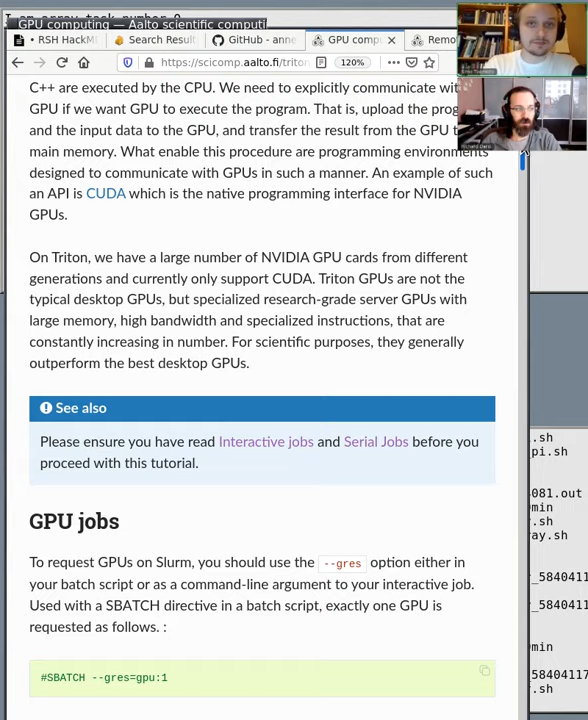 I am array task number 0
GPU computing — Aalto scientific computi
• RSH HackM
Search Result
GitHub - anne
GPU comp
Remo
https://scicomp.aalto.fi/triton
120%
C++ are executed by the CPU. We need to explicitly communicate wit
GPU if we want GPU to execute the program. That is, upload the prog
and the input data to the GPU, and transfer the result from the GPU t
main memory. What enable this procedure are programming environments
designed to communicate with GPUs in such a manner. An example of such
an API is CUDA which is the native programming interface for NVIDIA
GPUs.
On Triton, we have a large number of NVIDIA GPU cards from different
generations and currently only support CUDA. Triton GPUs are not the
typical desktop GPUs, but specialized research-grade server GPUs with
large memory, high bandwidth and specialized instructions, that are
constantly increasing in number. For scientific purposes, they generally
outperform the best desktop GPUs.
See also
Please ensure you have read Interactive jobs and Serial Jobs before you
proceed with this tutorial.
GPU jobs
To request GPUs on Slurm, you should use the --gres option either in
your batch script or as a command-line argument to your interactive job.
Used with a SBATCH directive in a batch script, exactly one GPU is
requested as follows. :
#SBATCH --gres=gpu:1
.sh
pi.sh
081.out
min
.sh
ay.sh
_5840411
_5840411
min
_58404117
.sh